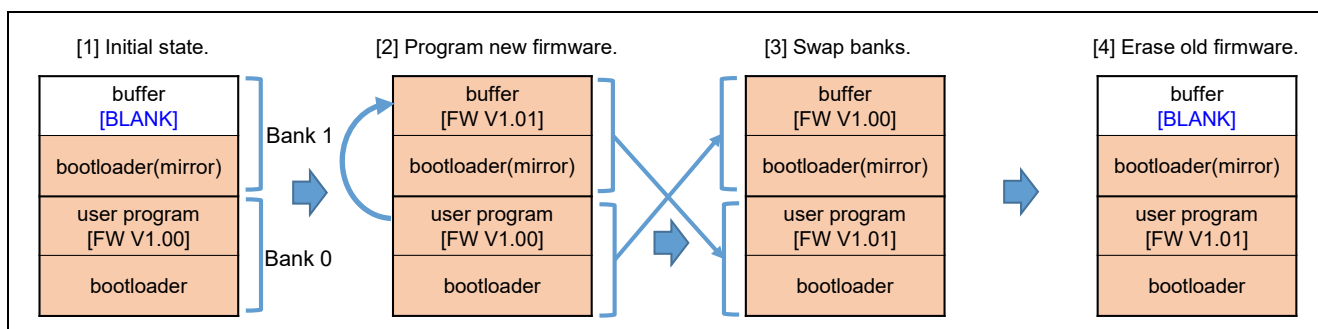 [1] Initial state.
buffer
[BLANK]
bootloader(mirror)
user program
[FW V1.00]
bootloader
Bank 1
Bank 0
[2] Program new firmware.
buffer
[FW V1.01]
bootloader(mirror)
user program
[FW V1.00]
bootloader
[3] Swap banks.
buffer
[FW V1.00]
bootloader(mirror)
user program
[FW V1.01]
bootloader
[4] Erase old firmware.
buffer
[BLANK]
bootloader(mirror)
user program
[FW V1.01]
bootloader